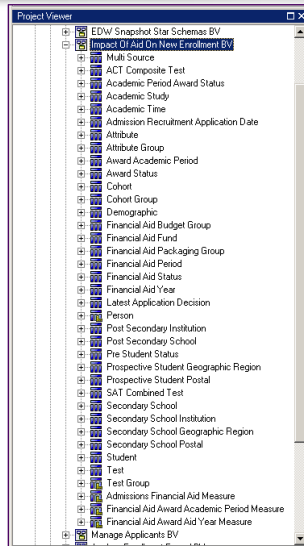 Project Viewer
EDW Snapshot Star Schemas BV
Impact Of Aid On New Enrollment BV
Multi Source
ACT Composite Test
Academic Period Award Status
Academic Study
Academic Time
Admission Recruitment Application Date
Attribute
Attribute Group
Award Academic Period
Award Status
Cohort
Cohort Group
Demographic
Financial Aid Budget Group
Financial Aid Fund
Financial Aid Packaging Group
Financial Aid Period
Financial Aid Status
Financial Aid Year
Latest Application Decision
Person
Post Secondary Institution
Post Secondary School
Pre Student Status
Prospective Student Geographic Region
Prospective Student Postal
SAT Combined Test
Secondary School
Secondary School Institution
Secondary School Geographic Region
Secondary School Postal
Student
Test
Test Group
Admissions Financial Aid Measure
Financial Aid Award Academic Period Measure
Financial Aid Award Aid Year Measure
Manage Applicants BV